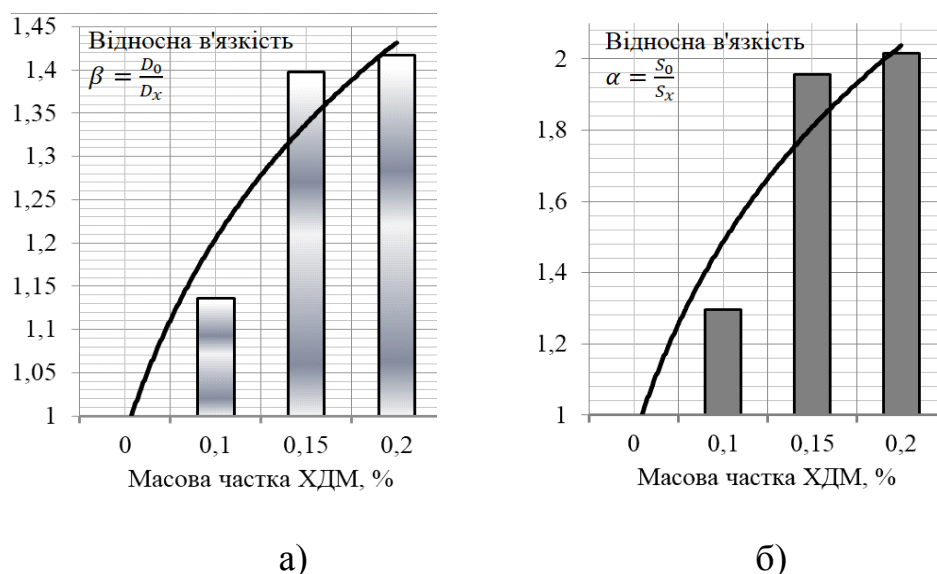 1,45
1,4
1,35
1,3
1,25
1,2
1,15
1,1
1,05
1
Відносна в'язкість
β = D₀/Dₓ
0 0,1 0,15 0,2
Масова частка ХДМ, %
а)
2
1,8
1,6
1,4
1,2
1
Відносна в'язкість
α = S₀/Sₓ
0 0,1 0,15 0,2
Масова частка ХДМ, %
б)